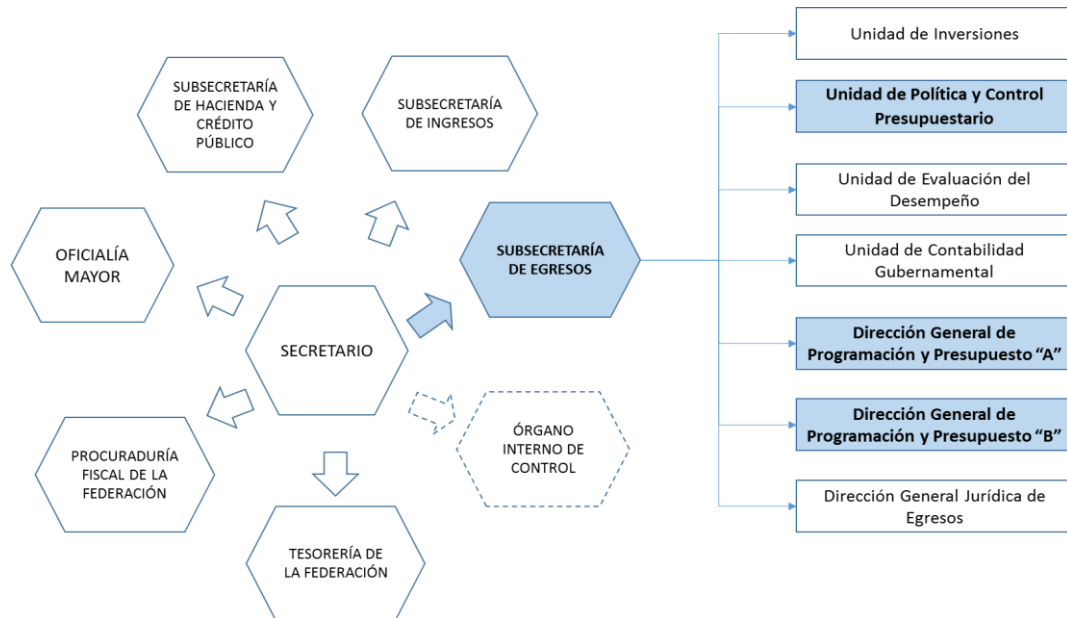 SUBSECRETARÍA
DE HACIENDA Y
CRÉDITO
PÚBLICO
SUBSECRETARÍA
DE INGRESOS
OFICIALÍA
MAYOR
SUBSECRETARÍA
DE EGRESOS
SECRETARIO
PROCURADURÍA
FISCAL DE LA
FEDERACIÓN
ÓRGANO
INTERNO DE
CONTROL
TESORERÍA DE
LA FEDERACIÓN
Unidad de Inversiones
Unidad de Política y Control
Presupuestario
Unidad de Evaluación del
Desempeño
Unidad de Contabilidad
Gubernamental
Dirección General de
Programación y Presupuesto “A”
Dirección General de
Programación y Presupuesto “B”
Dirección General Jurídica de
Egresos